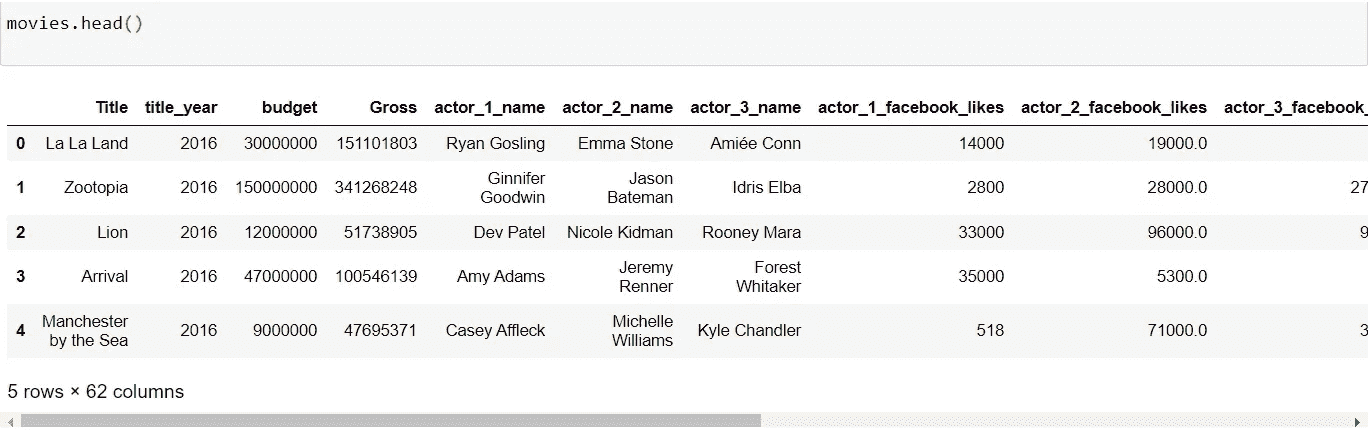 movies.head()
Title title_year budget Gross actor_1_name actor_2_name actor_3_name actor_1_facebook_likes actor_2_facebook_likes actor_3_facebook_
0 La La Land 2016 30000000 151101803 Ryan Gosling Emma Stone Amiée Conn 14000 19000.0
1 Zootopia 2016 150000000 341268248 Ginnifer Goodwin Jason Bateman Idris Elba 2800 28000.0 27
2 Lion 2016 12000000 51738905 Dev Patel Nicole Kidman Rooney Mara 33000 96000.0 9
3 Arrival 2016 47000000 100546139 Amy Adams Jeremy Renner Forest Whitaker 35000 5300.0
4 Manchester by the Sea 2016 9000000 47695371 Casey Affleck Michelle Williams Kyle Chandler 518 71000.0 3
5 rows × 62 columns